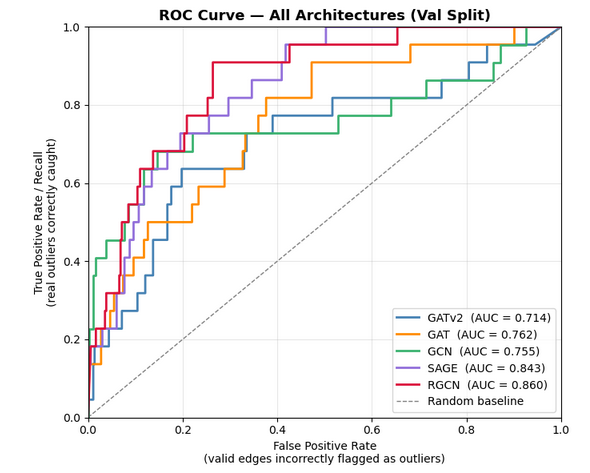 ROC Curve — All Architectures (Val Split)
True Positive Rate / Recall
(real outliers correctly caught)
1.0
0.8
0.6
0.4
0.2
0.0
GATv2 (AUC = 0.714)
GAT (AUC = 0.762)
GCN (AUC = 0.755)
SAGE (AUC = 0.843)
RGCN (AUC = 0.860)
Random baseline
0.0 0.2 0.4 0.6 0.8 1.0
False Positive Rate
(valid edges incorrectly flagged as outliers)